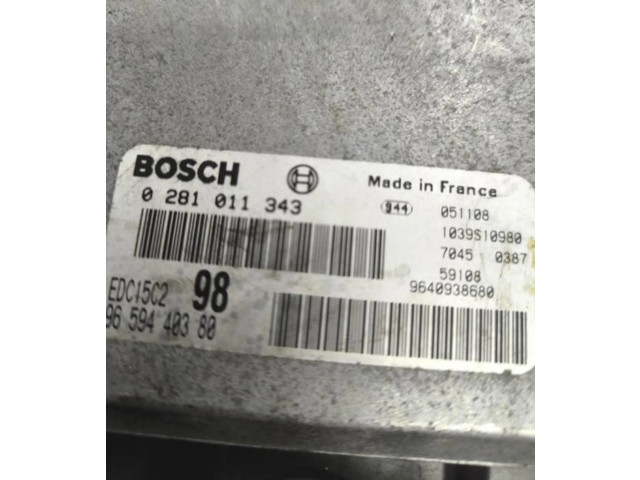 BOSCH
0 281 011 343
Made in France
944 051108
1039S10980
7045 0387
59108
9640938680
EDC15C2 98
96 594 403 80